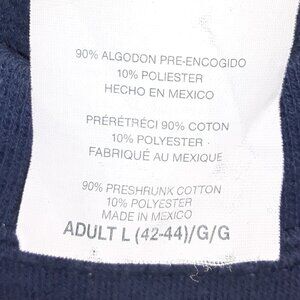 90% ALGODON PRE-ENCOGIDO
10% POLIESTER
HECHO EN MEXICO
PRÉRÉTRÉCI 90% COTON
10% POLYESTER
FABRIQUÉ AU MEXIQUE
90% PRESHRUNK COTTON
10% POLYESTER
MADE IN MEXICO
ADULT L (42-44)/G/G